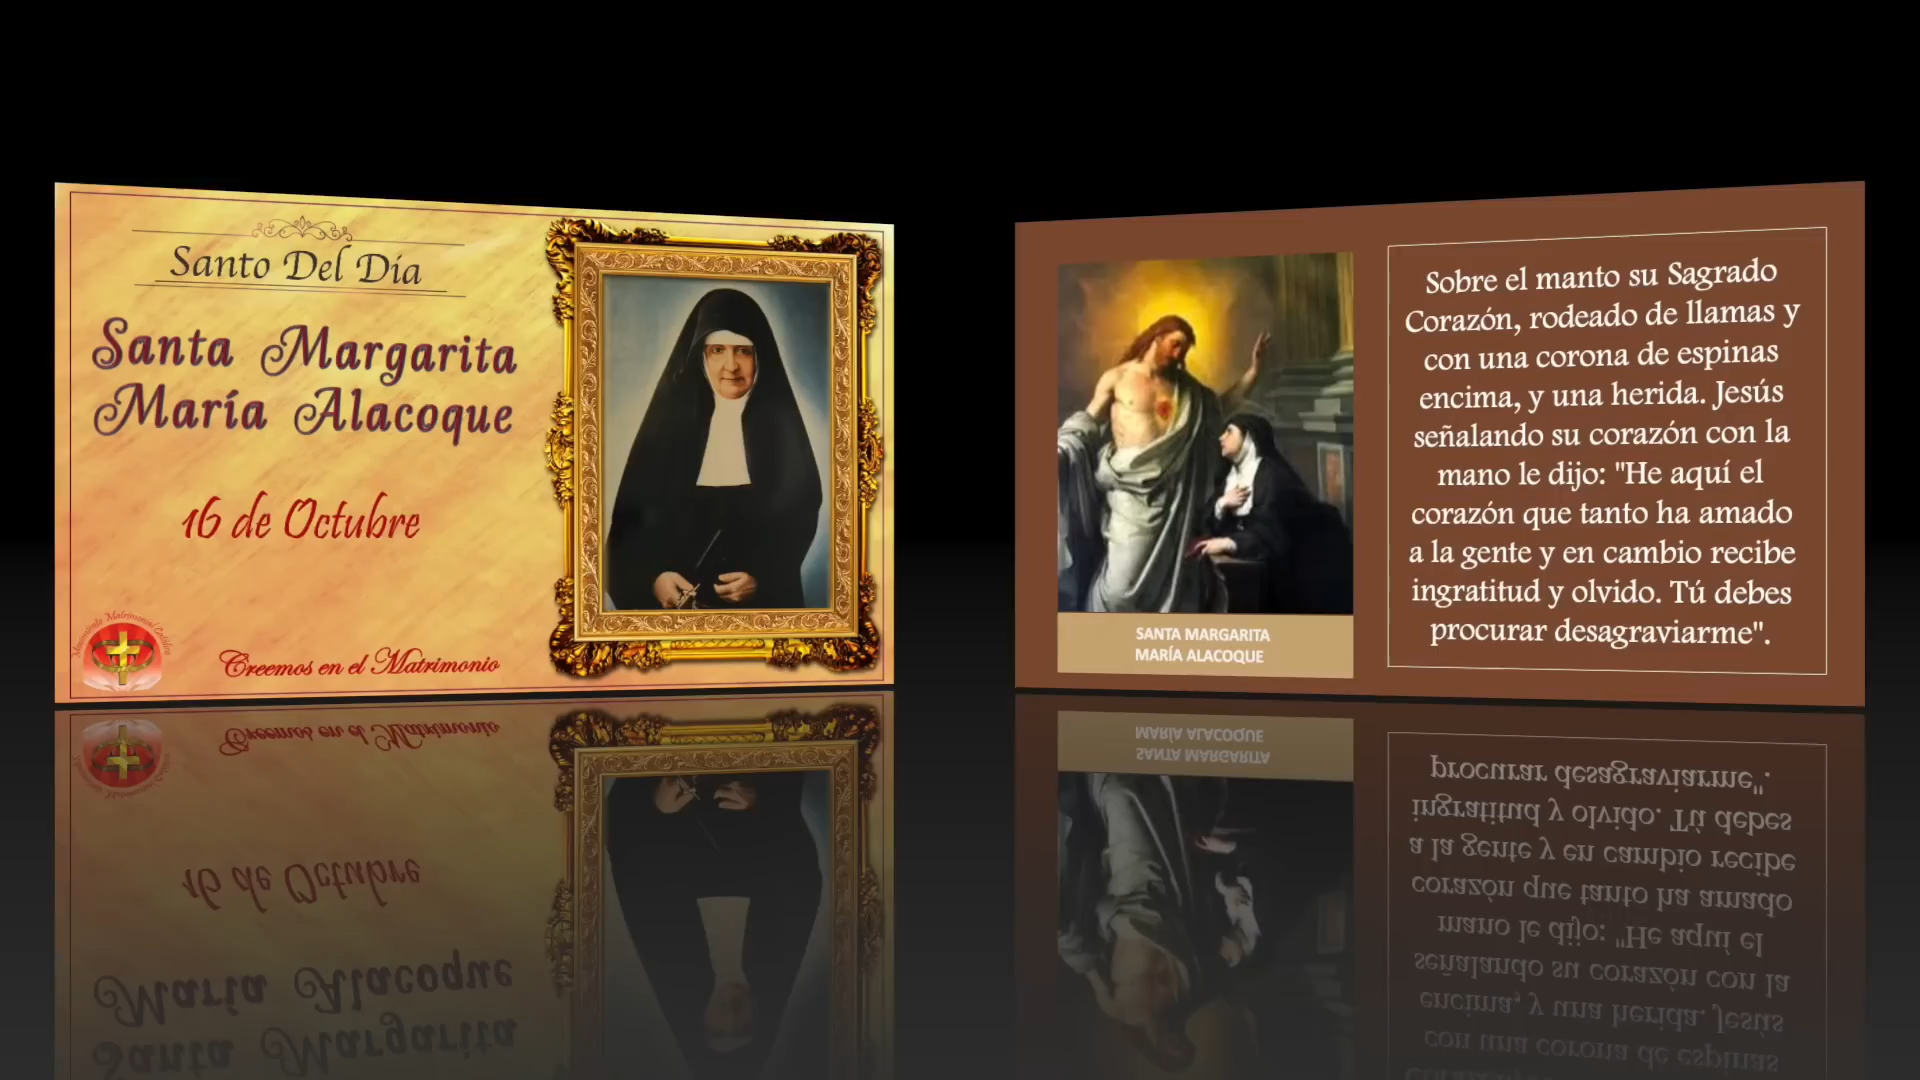 Santo Del Día
Santa Margarita
María Alacoque
16 de Octubre
Movimiento Matrimonial Católico
Creemos en el Matrimonio
SANTA MARGARITA
MARÍA ALACOQUE
Sobre el manto su Sagrado
Corazón, rodeado de llamas y
con una corona de espinas
encima, y una herida. Jesús
señalando su corazón con la
mano le dijo: "He aquí el
corazón que tanto ha amado
a la gente y en cambio recibe
ingratitud y olvido. Tú debes
procurar desagraviarme".